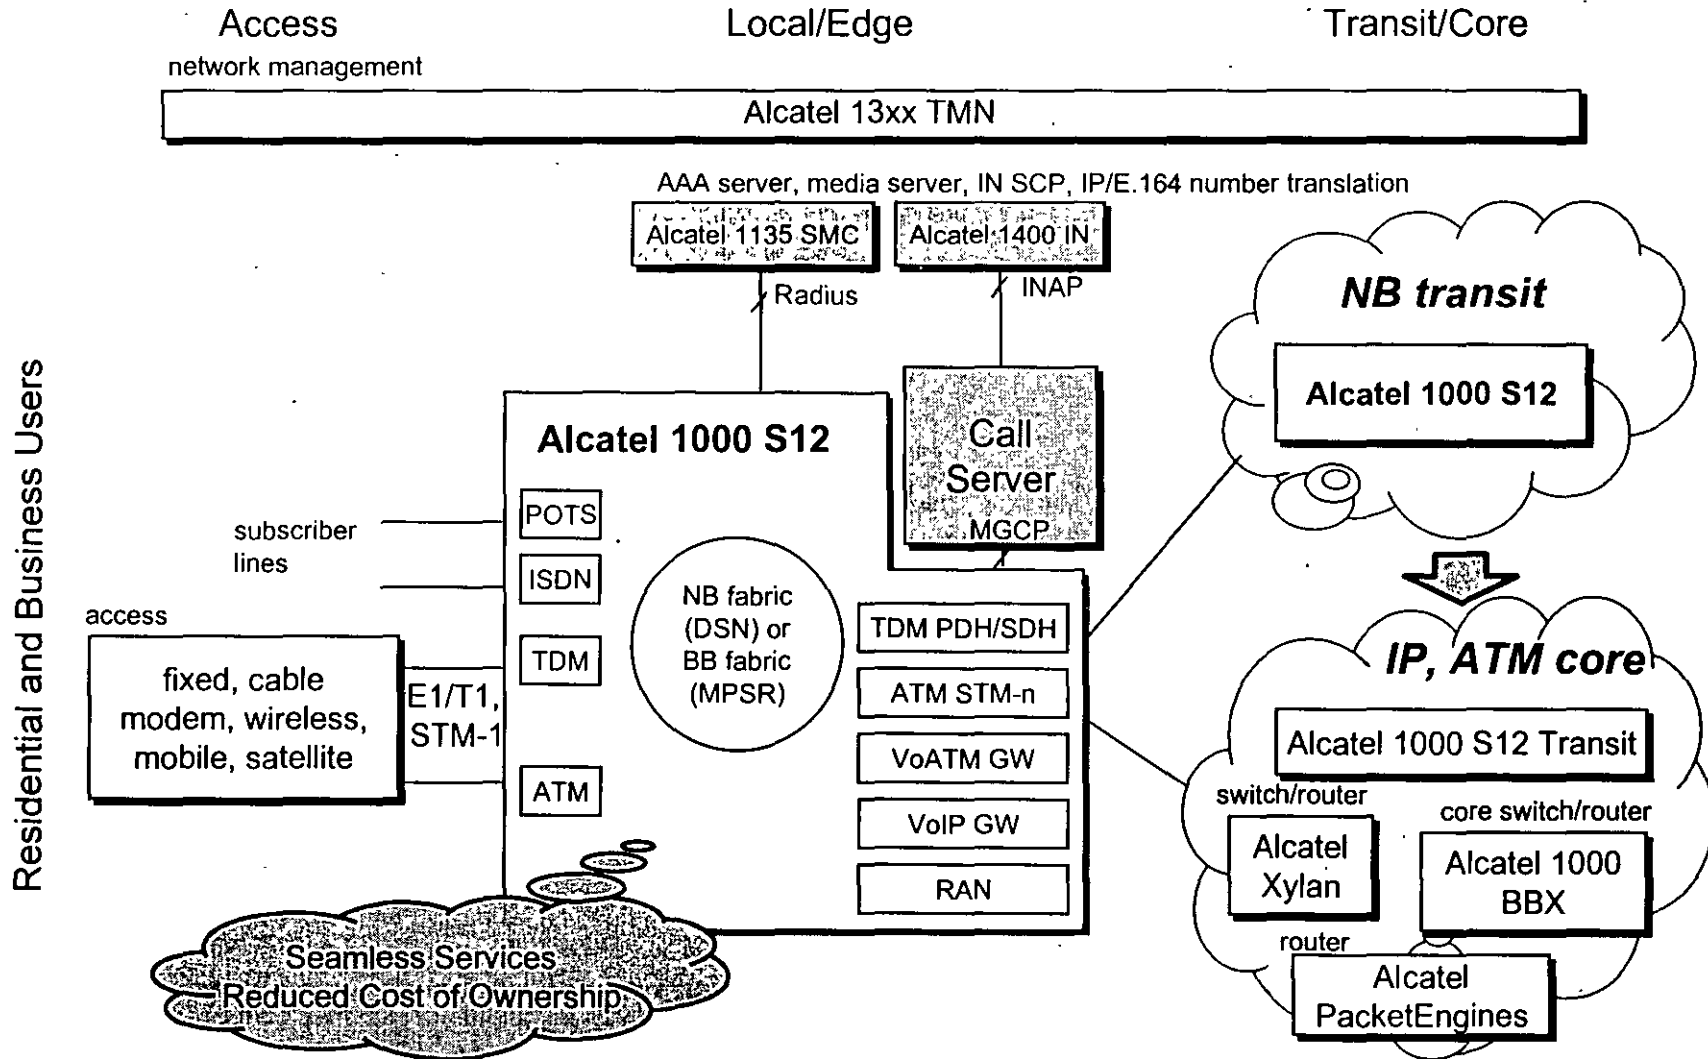 Access
Local/Edge
Transit/Core
network management
Alcatel 13xx TMN
AAA server, media server, IN SCP, IP/E.164 number translation
Alcatel 1135 SMC
Alcatel 1400 IN
Radius
INAP
NB transit
Alcatel 1000 S12
Residential and Business Users
Alcatel 1000 S12
Call
Server
MGCP
subscriber
lines
POTS
ISDN
TDM
ATM
access
fixed, cable
modem, wireless,
mobile, satellite
E1/T1,
STM-1
NB fabric
(DSN) or
BB fabric
(MPSR)
TDM PDH/SDH
ATM STM-n
VoATM GW
VoIP GW
RAN
IP, ATM core
Alcatel 1000 S12 Transit
switch/router
Alcatel
Xylan
core switch/router
Alcatel 1000
BBX
router
Alcatel
PacketEngines
Seamless Services
Reduced Cost of Ownership